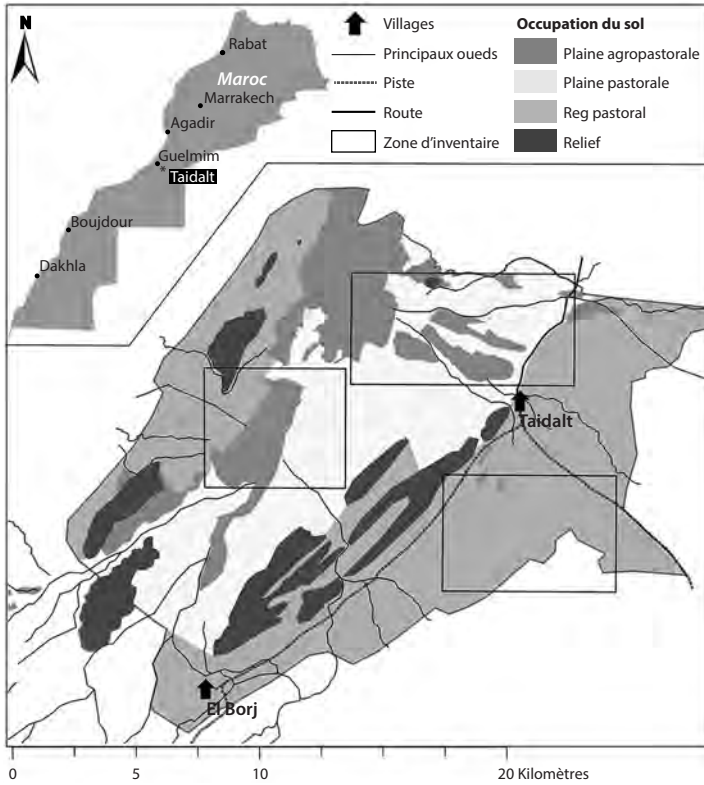 N
Rabat
Maroc
Marrakech
Agadir
Guelmim
* Taidalt
Boujdour
Dakhla
Villages
Principaux oueds
Piste
Route
Zone d'inventaire
Occupation du sol
Plaine agropastorale
Plaine pastorale
Reg pastoral
Relief
Taidalt
El Borj
0 5 10 20 Kilomètres